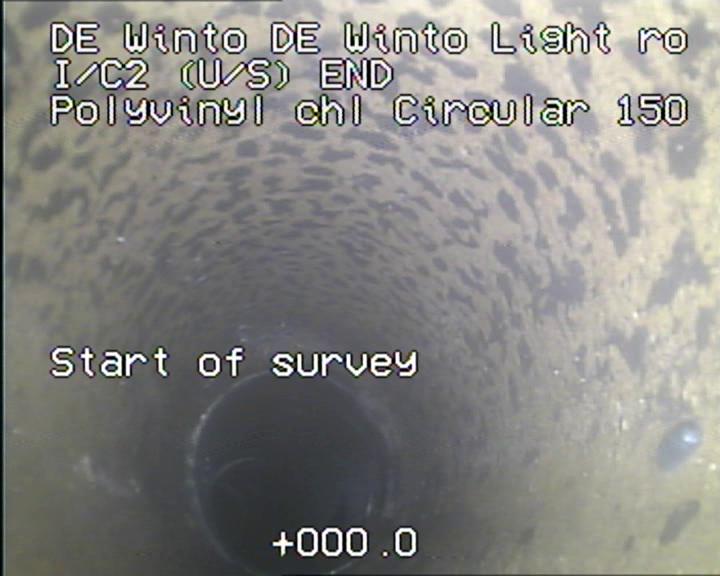 DE Winto DE Winto Light ro
I/C2 (U/S) END
Polyvinyl chl Circular 150
Start of survey
+000.0